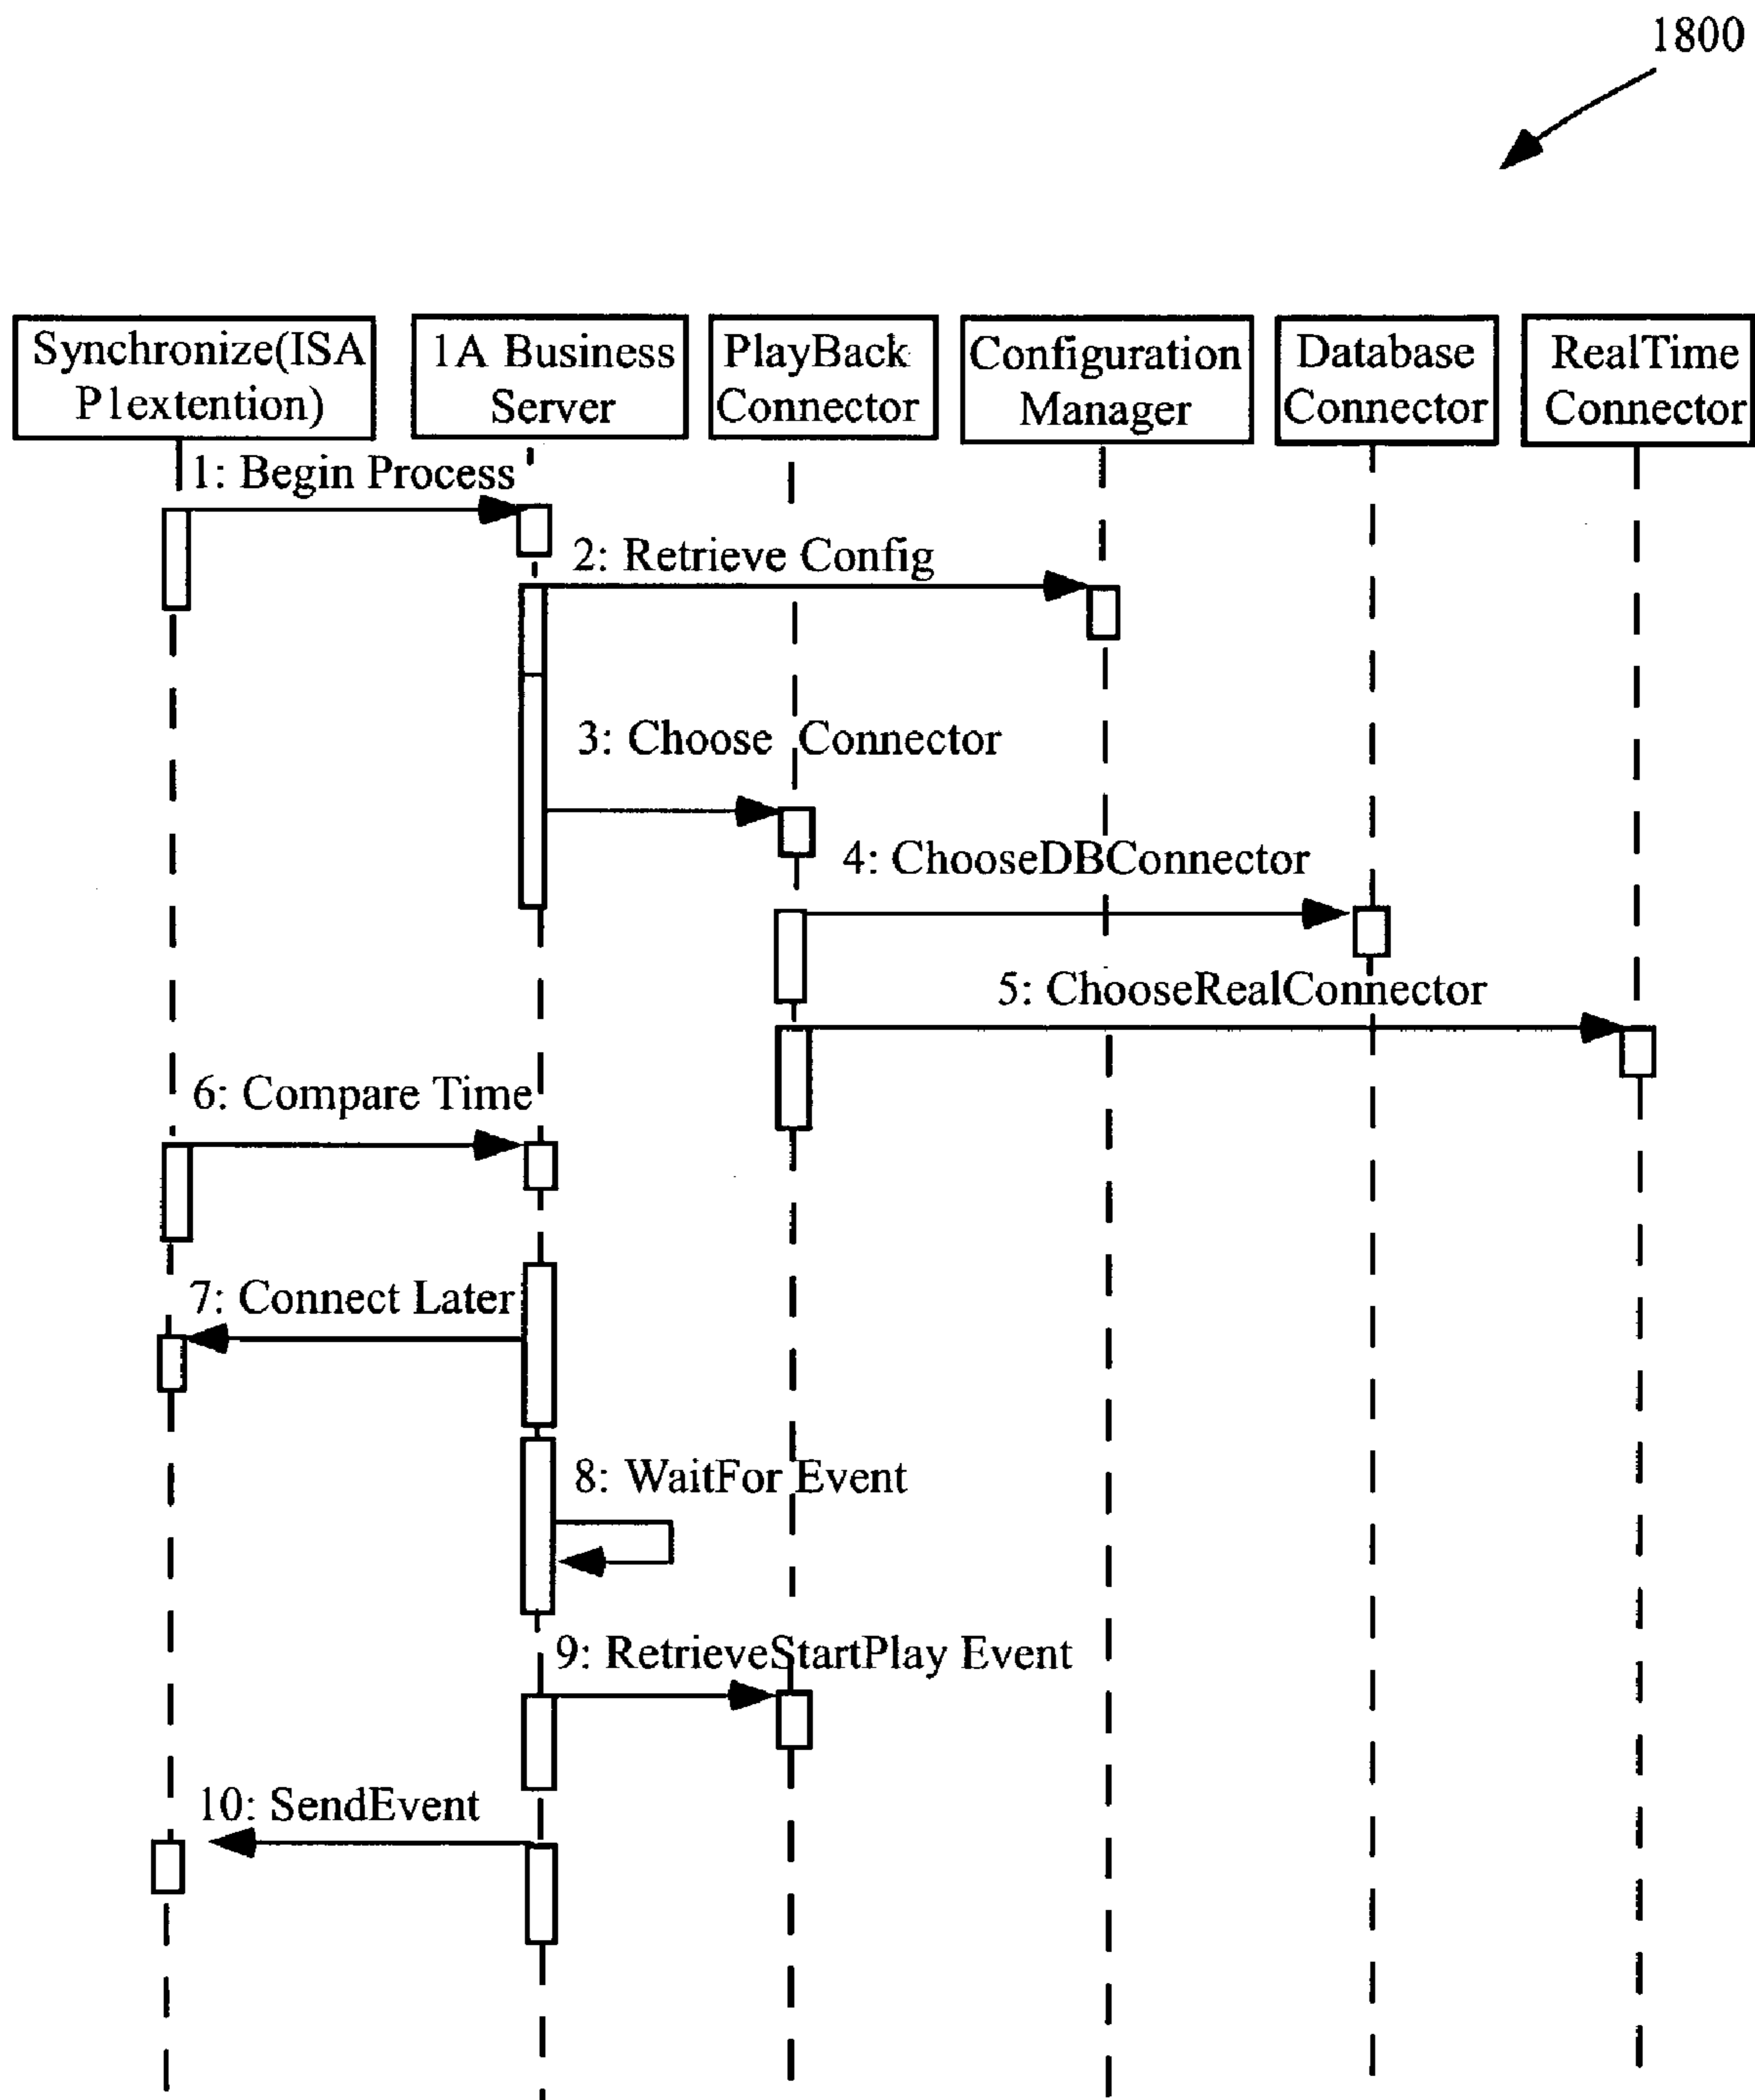 1800
Synchronize(ISA
P1extention)
1A Business
Server
PlayBack
Connector
Configuration
Manager
Database
Connector
RealTime
Connector
1: Begin Process
2: Retrieve Config
3: Choose Connector
4: ChooseDBConnector
5: ChooseRealConnector
6: Compare Time
7: Connect Later
8: WaitFor Event
9: RetrieveStartPlay Event
10: SendEvent